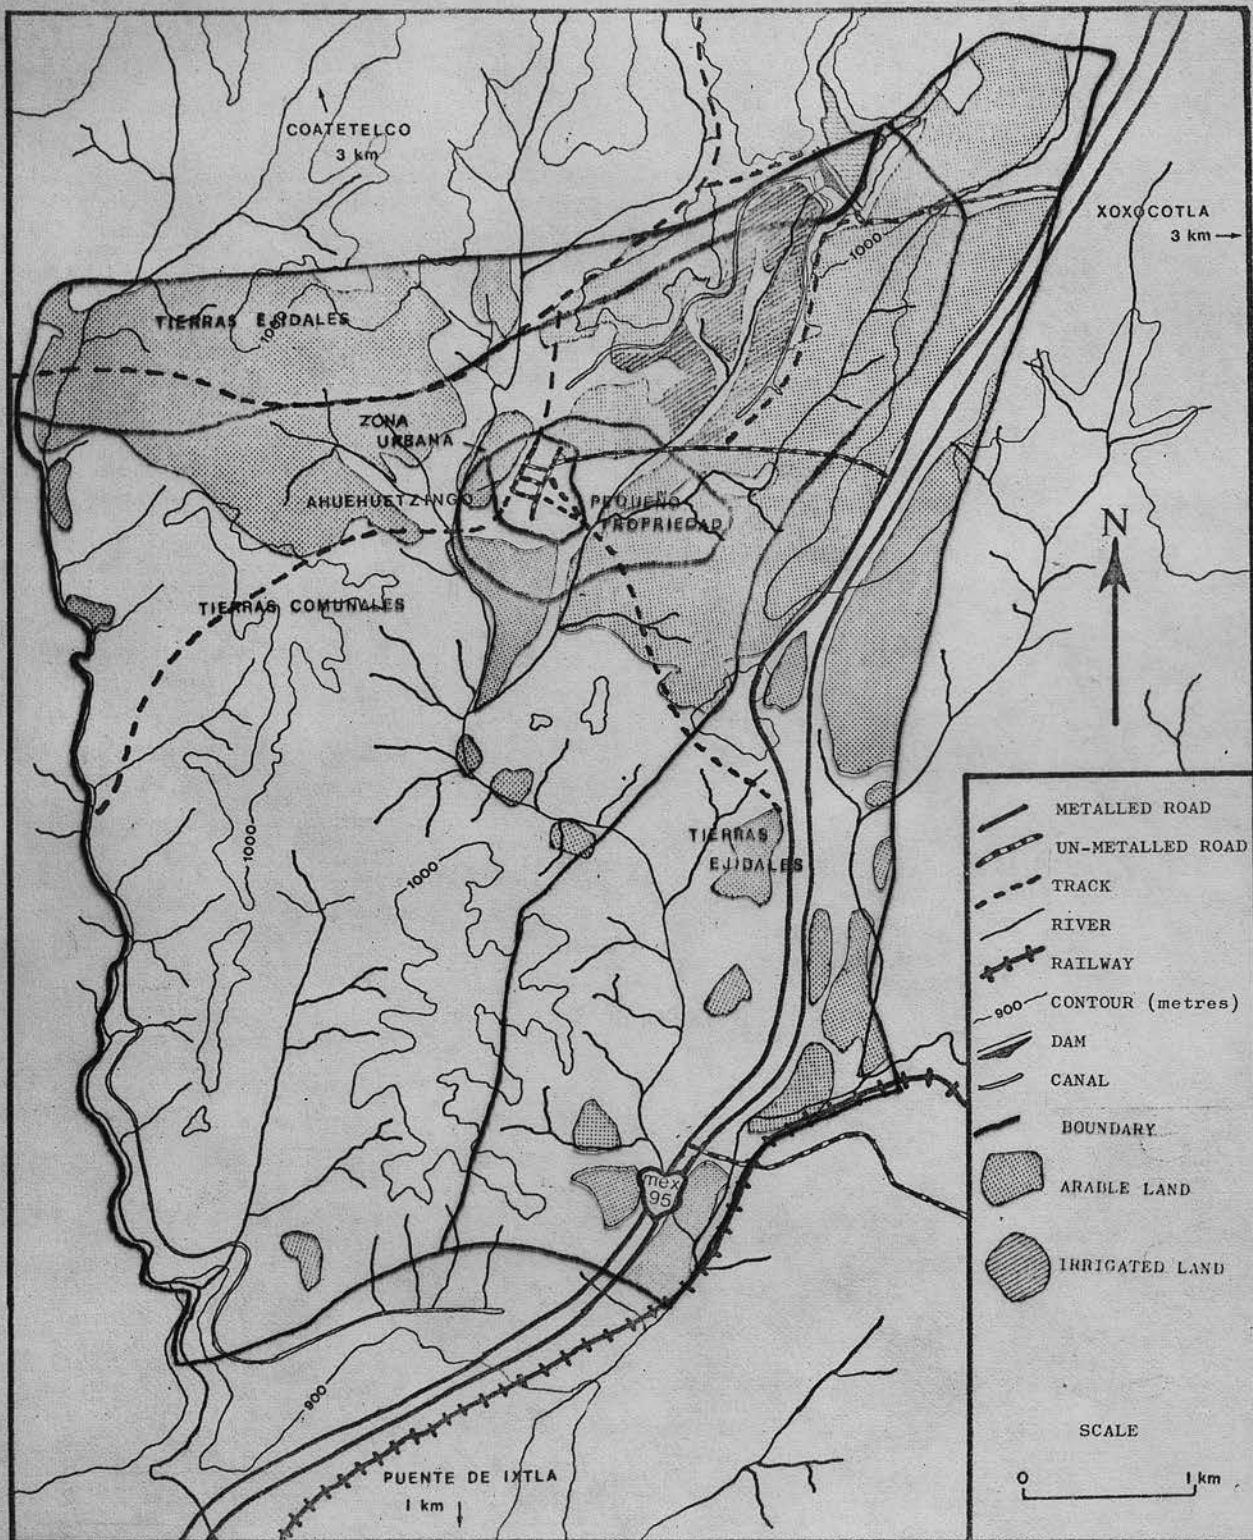 COATETELCO
3 km
XOXOCOTLA
3 km
1000
TIERRAS EJIDALES
1000
ZONA
URBANA
AHUEHUETZINGO
PEQUEÑO
PROPRIEDAD
N
TIERRAS COMUNALES
1000
1000
TIERRAS
EJIDALES
mex
95
900
PUENTE DE IXTLA
1 km
METALLED ROAD
UN-METALLED ROAD
TRACK
RIVER
RAILWAY
900 CONTOUR (metres)
DAM
CANAL
BOUNDARY
ARABLE LAND
IRRIGATED LAND
SCALE
0 1 km